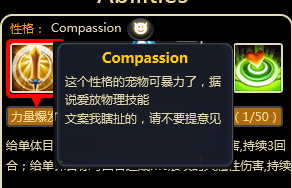 Abilities
性格： Compassion
Compassion
这个性格的宠物可暴力了，据
说爱放物理技能
文案我瞎扯的，请不要提意见
力量爆发
( 1/50 )
给单体目
害,持续3回
合；给单
伤害,持续